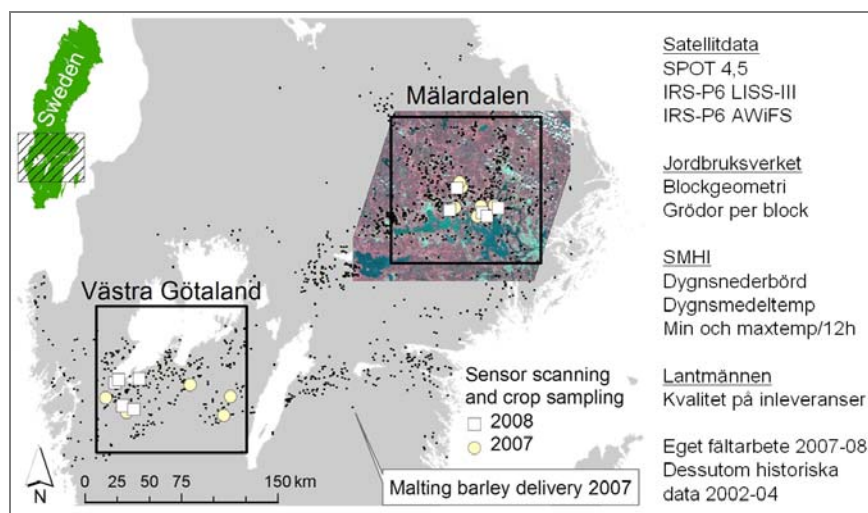 Sweden
Mälardalen
Västra Götaland
Sensor scanning
and crop sampling
2008
2007
Malting barley delivery 2007
N
0 25 50 75 150 km
Satellitdata
SPOT 4,5
IRS-P6 LISS-III
IRS-P6 AWiFS
Jordbruksverket
Blockgeometri
Grödor per block
SMHI
Dygnsnederbörd
Dygnsmedeltemp
Min och maxtemp/12h
Lantmännen
Kvalitet på inleveranser
Eget fältarbete 2007-08
Dessutom historiska
data 2002-04